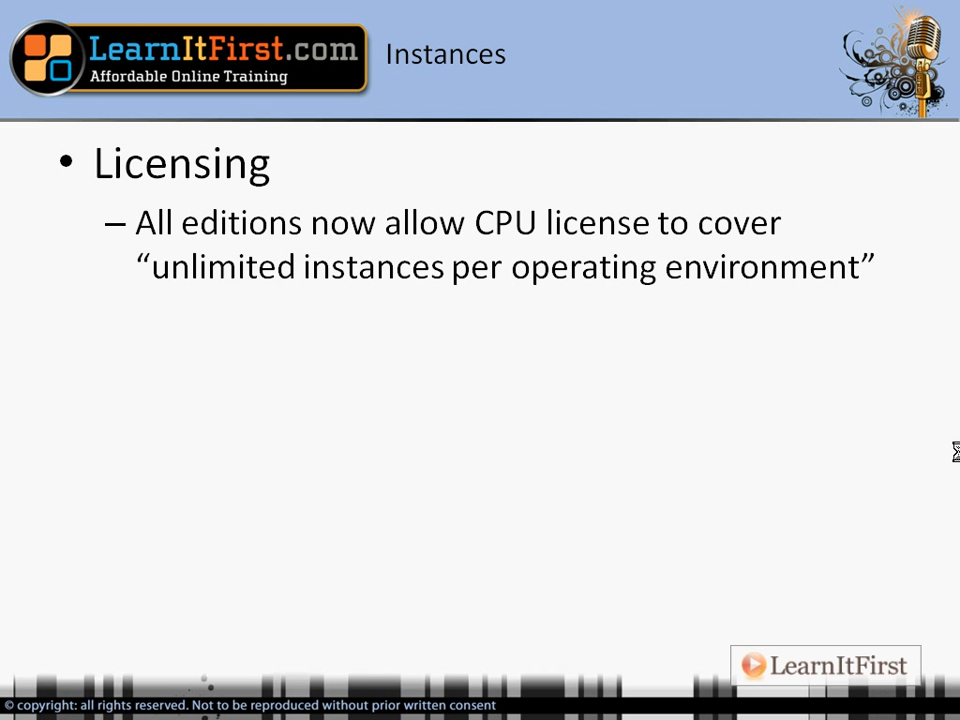 LearnItFirst.com
Affordable Online Training
Instances
• Licensing
– All editions now allow CPU license to cover
“unlimited instances per operating environment”
LearnItFirst
© copyright: all rights reserved. Not to be reproduced without prior written consent